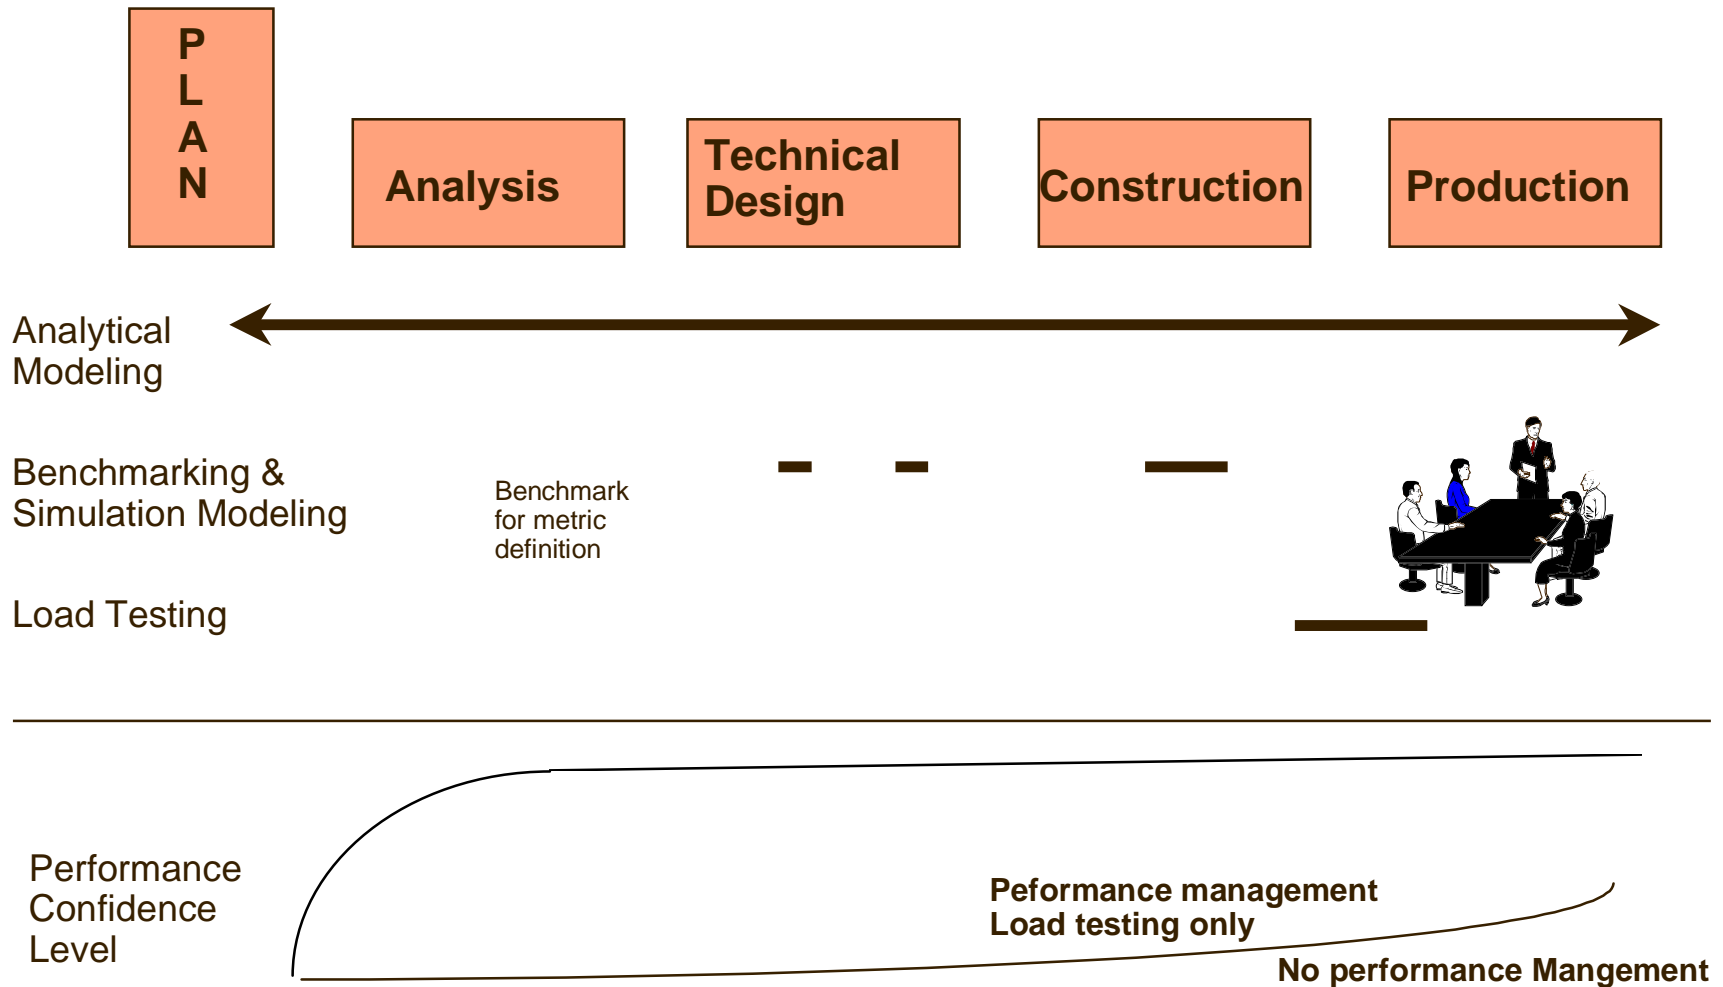 P
L
A
N
Analysis
Technical
Design
Construction
Production
Analytical
Modeling
Benchmarking &
Simulation Modeling
Benchmark
for metric
definition
Load Testing
Performance
Confidence
Level
Peformance management
Load testing only
No performance Mangement